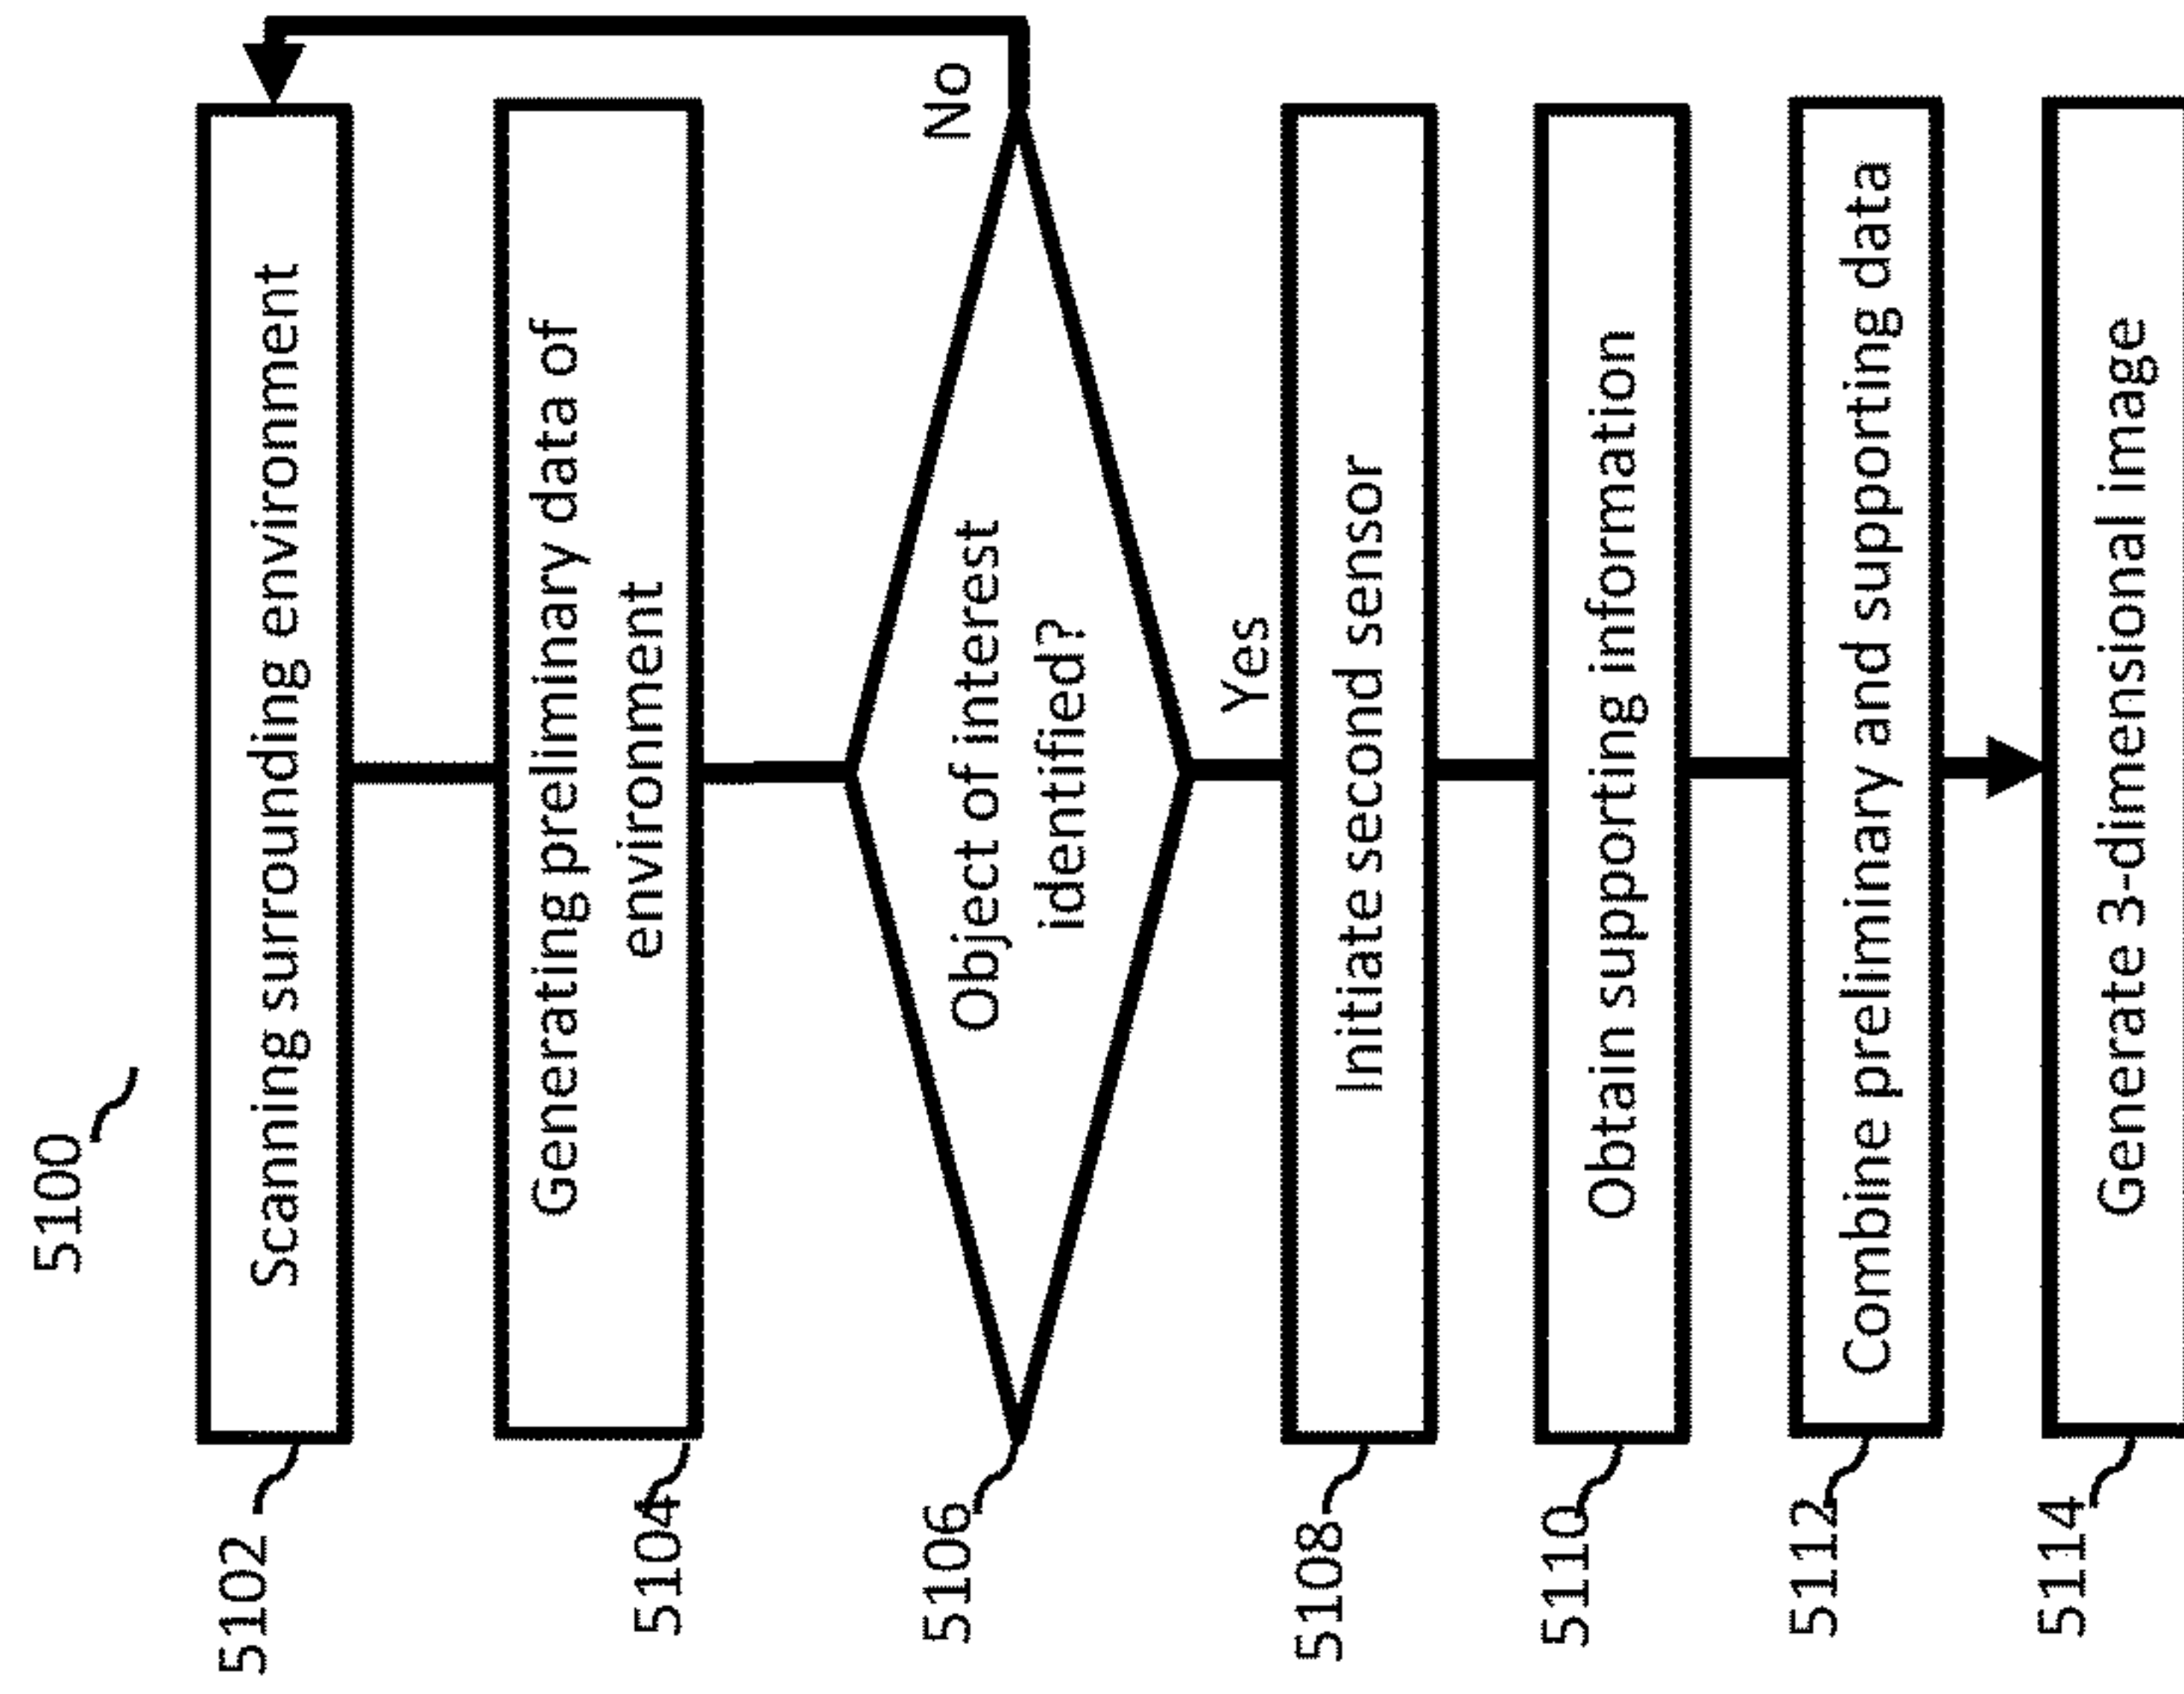 5100
5102
Scanning surrounding environment
5104
Generating preliminary data of
environment
5106
Object of interest
identified?
No
Yes
5108
Initiate second sensor
5110
Obtain supporting information
5112
Combine preliminary and supporting data
5114
Generate 3-dimensional image